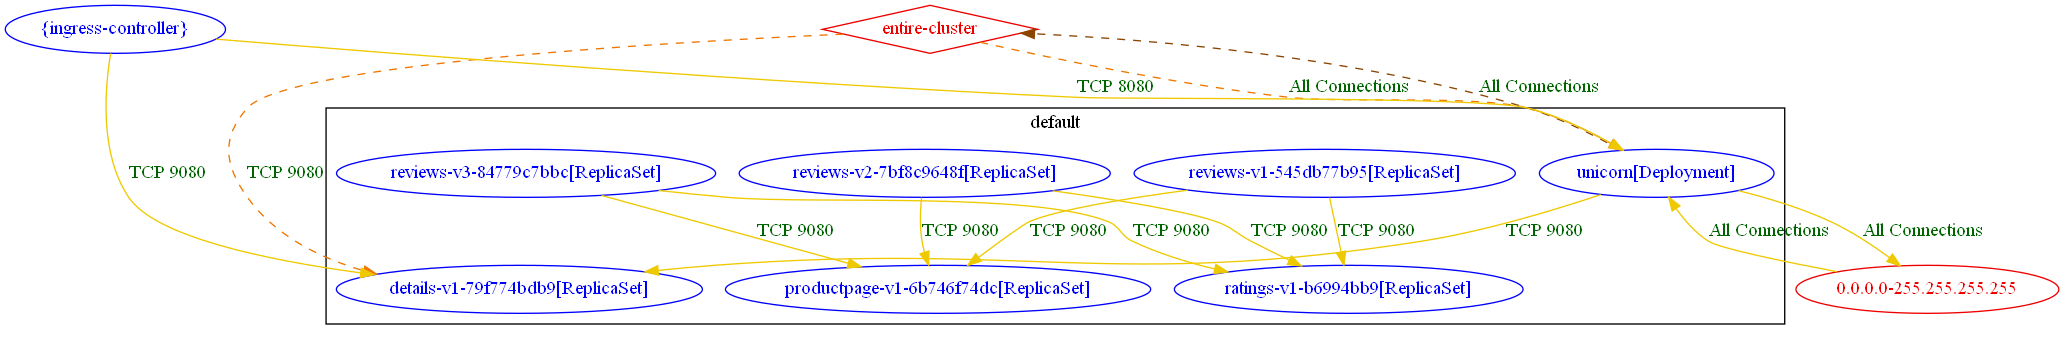 {ingress-controller}
entire-cluster
TCP 8080
All Connections
All Connections
default
TCP 9080
TCP 9080
reviews-v3-84779c7bbc[ReplicaSet]
reviews-v2-7bf8c9648f[ReplicaSet]
reviews-v1-545db77b95[ReplicaSet]
unicorn[Deployment]
TCP 9080
TCP 9080
TCP 9080
TCP 9080
TCP 9080
TCP 9080
TCP 9080
All Connections
All Connections
details-v1-79f774bdb9[ReplicaSet]
productpage-v1-6b746f74dc[ReplicaSet]
ratings-v1-b6994bb9[ReplicaSet]
0.0.0.0-255.255.255.255